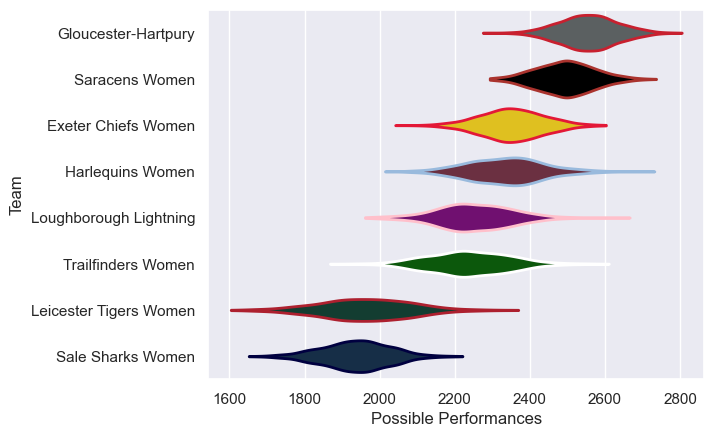 Team
Gloucester-Hartpury
Saracens Women
Exeter Chiefs Women
Harlequins Women
Loughborough Lightning
Trailfinders Women
Leicester Tigers Women
Sale Sharks Women
1600 1800 2000 2200 2400 2600 2800
Possible Performances